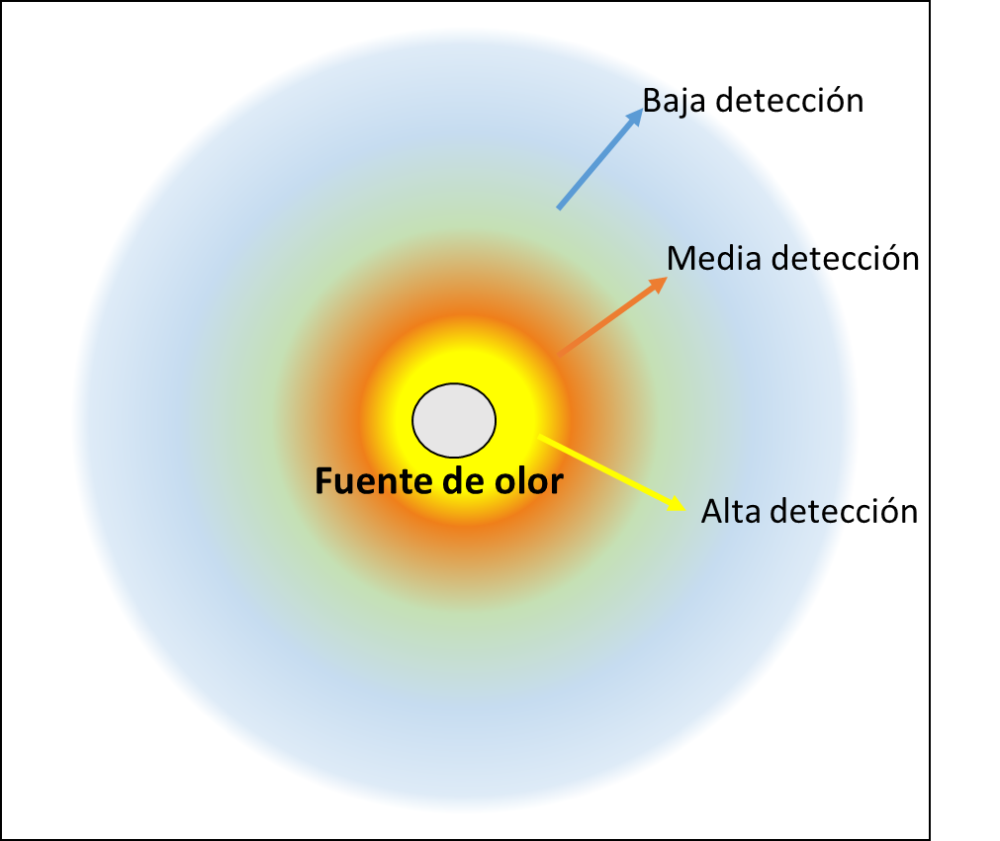 Baja detección
Media detección
Fuente de olor
Alta detección